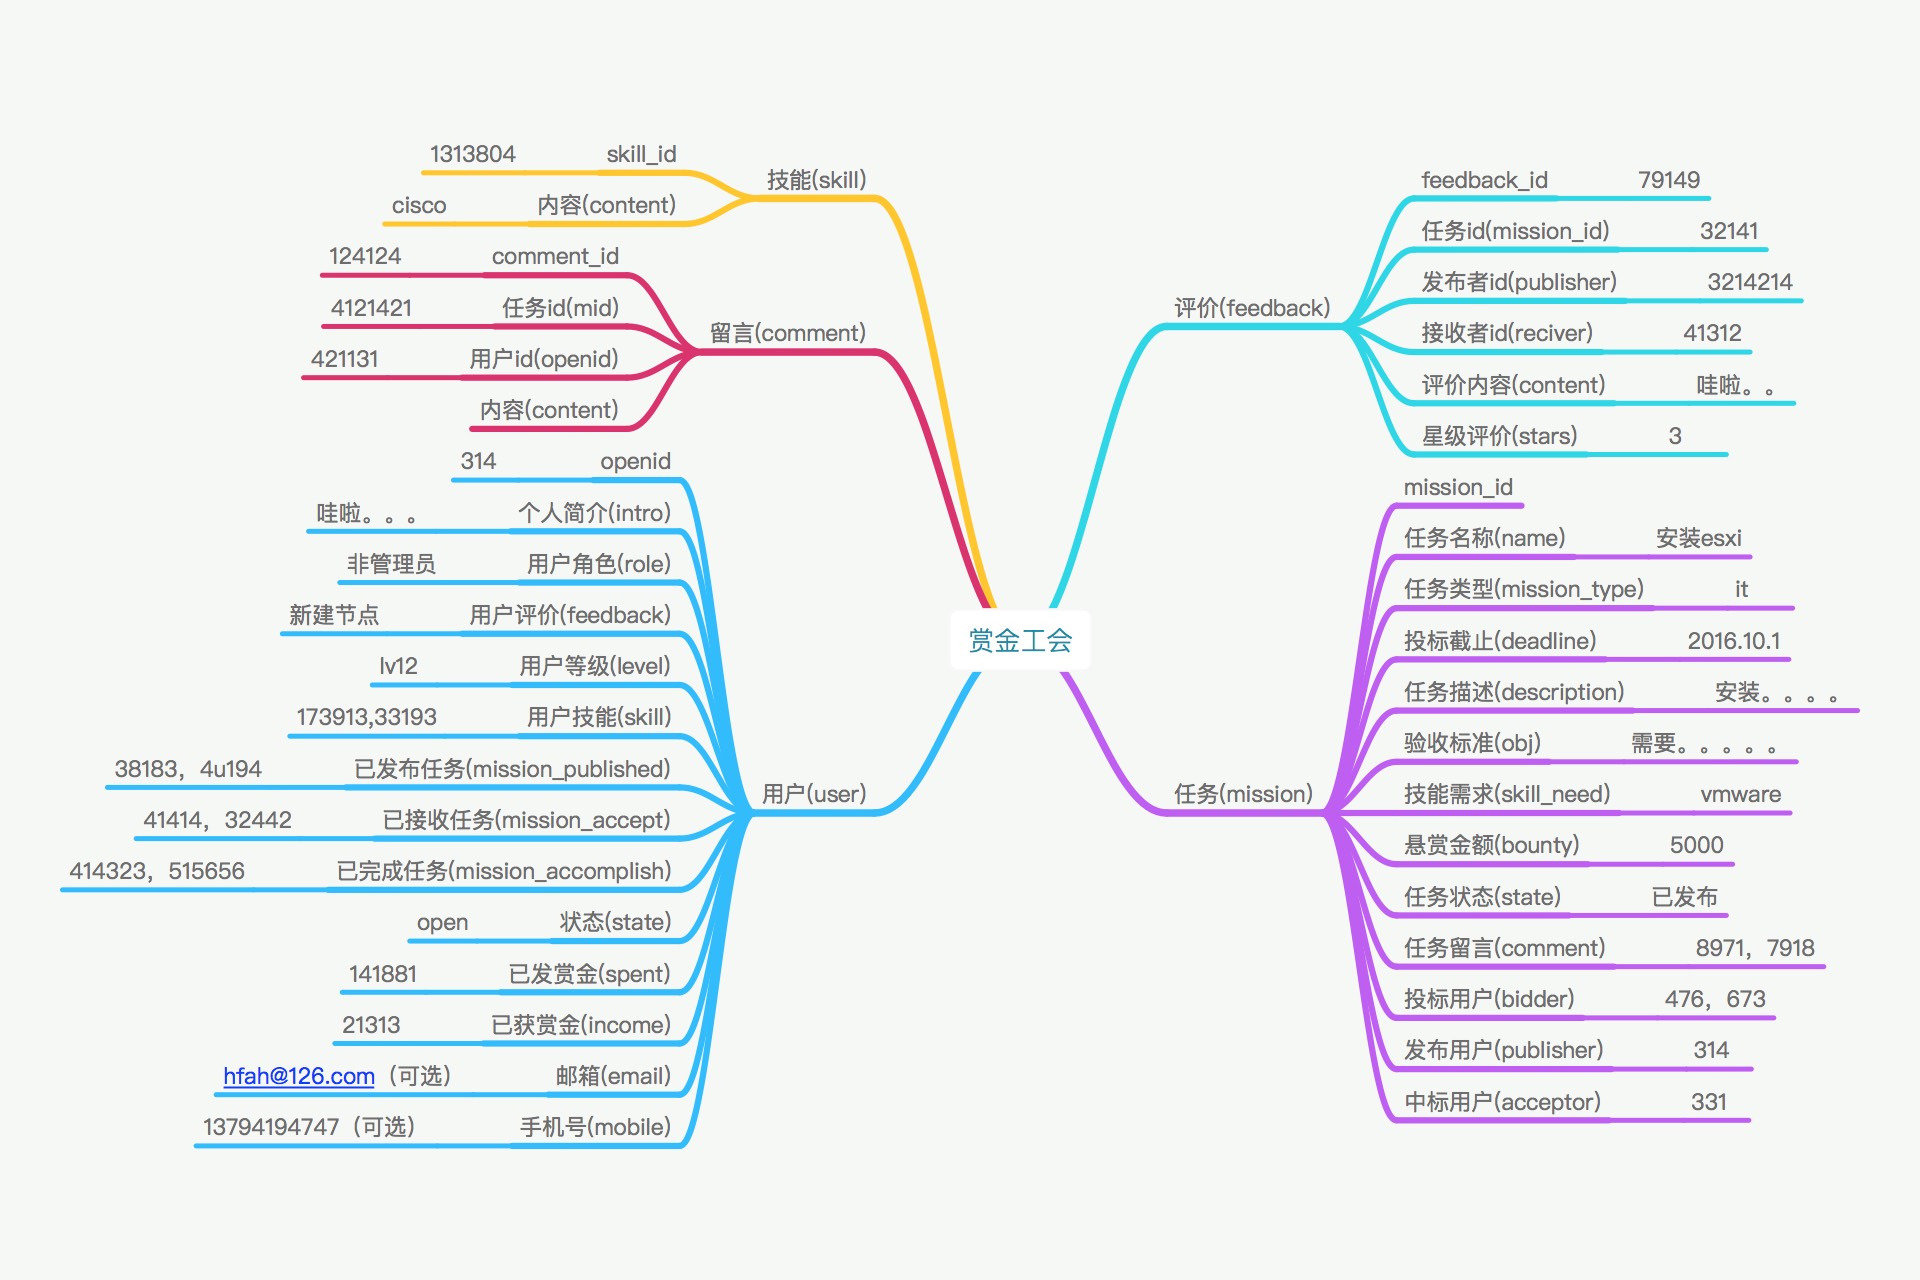 赏金工会
技能(skill)
skill_id 1313804
内容(content) cisco
留言(comment)
comment_id 124124
任务id(mid) 4121421
用户id(openid) 421131
内容(content)
用户(user)
openid 314
个人简介(intro) 哇啦。。。
用户角色(role) 非管理员
用户评价(feedback) 新建节点
用户等级(level) lv12
用户技能(skill) 173913,33193
已发布任务(mission_published) 38183，4u194
已接收任务(mission_accept) 41414，32442
已完成任务(mission_accomplish) 414323，515656
状态(state) open
已发赏金(spent) 141881
已获赏金(income) 21313
邮箱(email) hfah@126.com（可选）
手机号(mobile) 13794194747（可选）
评价(feedback)
feedback_id 79149
任务id(mission_id) 32141
发布者id(publisher) 3214214
接收者id(reciver) 41312
评价内容(content) 哇啦。。
星级评价(stars) 3
任务(mission)
mission_id
任务名称(name) 安装esxi
任务类型(mission_type) it
投标截止(deadline) 2016.10.1
任务描述(description) 安装。。。。
验收标准(obj) 需要。。。。。
技能需求(skill_need) vmware
悬赏金额(bounty) 5000
任务状态(state) 已发布
任务留言(comment) 8971，7918
投标用户(bidder) 476，673
发布用户(publisher) 314
中标用户(acceptor) 331